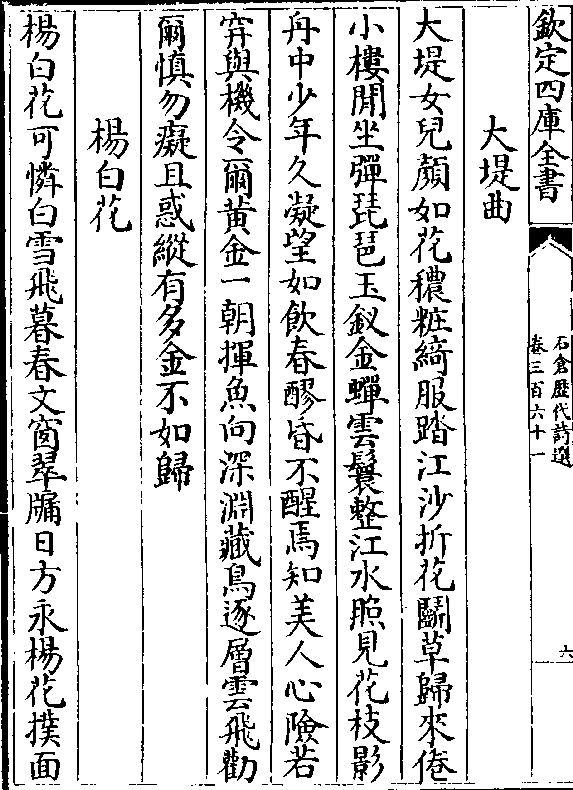 欽定四庫全書
石倉歷代詩選
卷三百六十一
六
大堤曲
大堤女兒顏如花穠粧綺服踏江沙折花鬭草歸來倦
小樓閒坐彈琵琶玉釵金蟬雲鬟整江水照見花枝影
舟中少年久凝望如飲春醪昏不醒焉知美人心險若
穽與機令爾黄金一朝揮魚向深淵藏鳥逐層雲飛勸
爾慎勿癡且惑縱有多金不如歸
楊白花
楊白花可憐白雪飛暮春文窗翠牖日方永楊花撲面